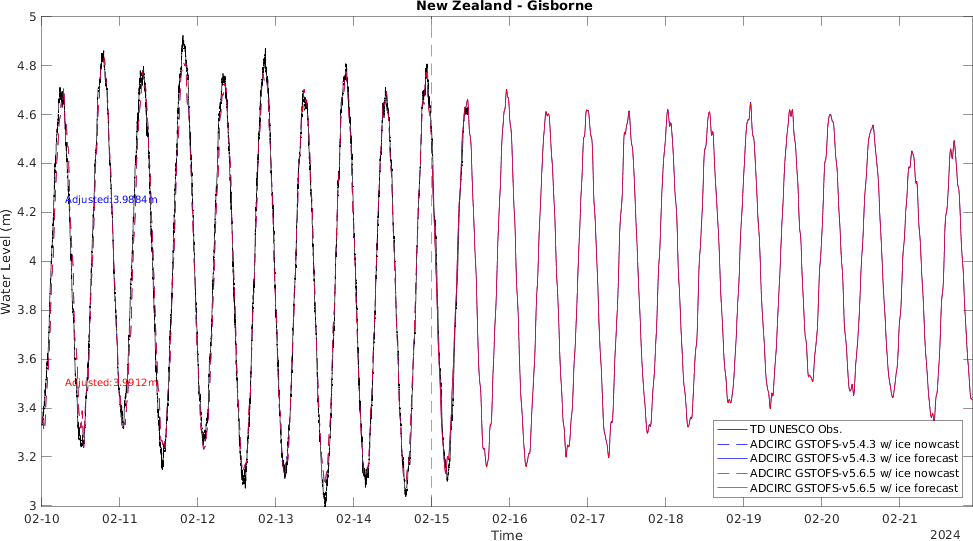 New Zealand - Gisborne
5
4.8
4.6
4.4
4.2
4
3.8
3.6
3.4
3.2
3
Water Level (m)
Adjusted:3.9884m
Adjusted:3.9912m
TD UNESCO Obs.
ADCIRC GSTOFS-v5.4.3 w/ ice nowcast
ADCIRC GSTOFS-v5.4.3 w/ ice forecast
ADCIRC GSTOFS-v5.6.5 w/ ice nowcast
ADCIRC GSTOFS-v5.6.5 w/ ice forecast
02-10 02-11 02-12 02-13 02-14 02-15 02-16 02-17 02-18 02-19 02-20 02-21
Time
2024